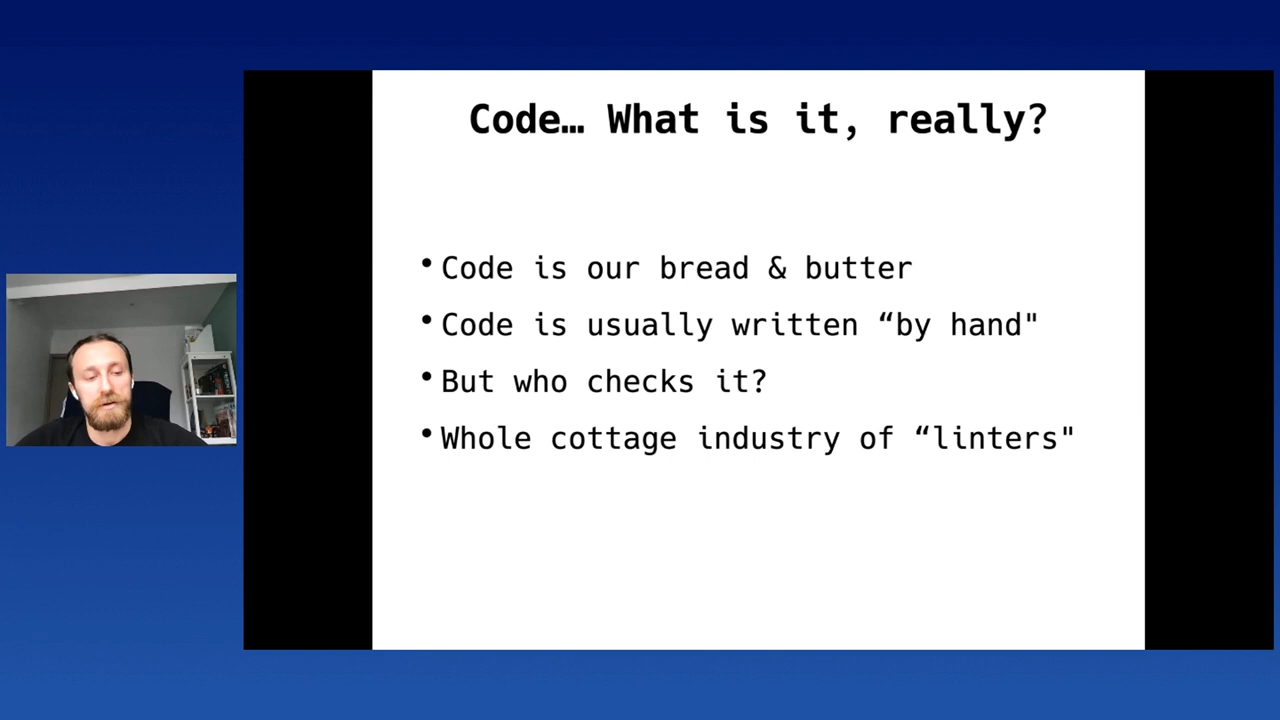 Code… What is it, really?
• Code is our bread & butter
• Code is usually written “by hand"
• But who checks it?
• Whole cottage industry of “linters"